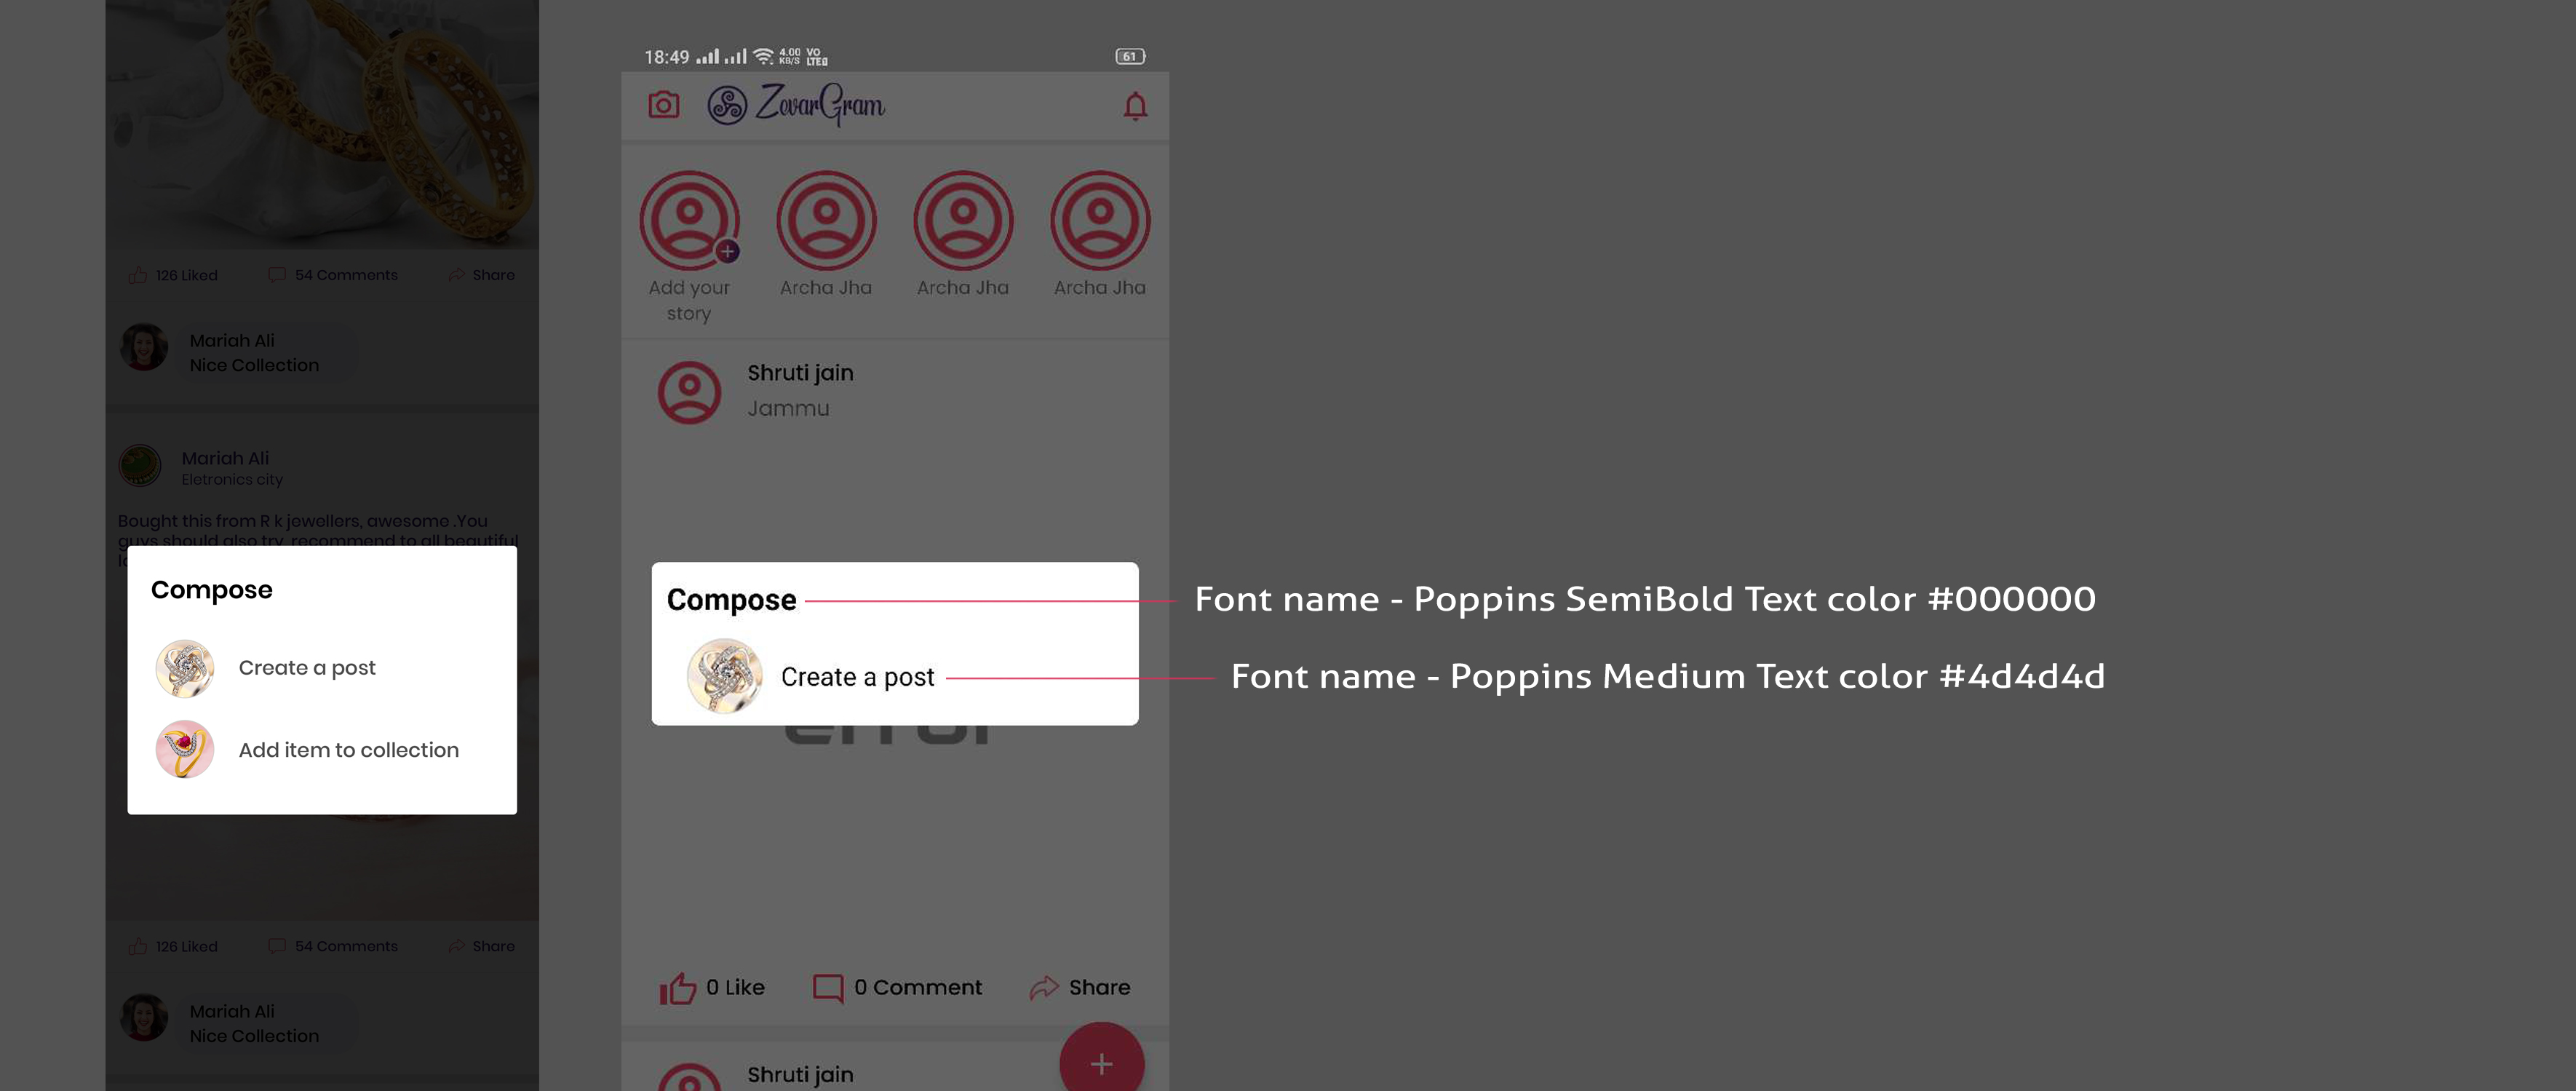 126 Liked 54 Comments Share
Mariah Ali
Nice Collection
Mariah Ali
Eletronics city
Bought this from R k jewellers, awesome .You
guys should also try, recommend to all beautiful
Compose
Create a post
Add item to collection
126 Liked 54 Comments Share
Mariah Ali
Nice Collection
18:49 4.00 KB/S VO LTE 61
ZevarGram
Add your
story
Archa Jha Archa Jha Archa Jha
Shruti jain
Jammu
Compose
Create a post
error
0 Like 0 Comment Share
Shruti jain
Font name - Poppins SemiBold Text color #000000
Font name - Poppins Medium Text color #4d4d4d